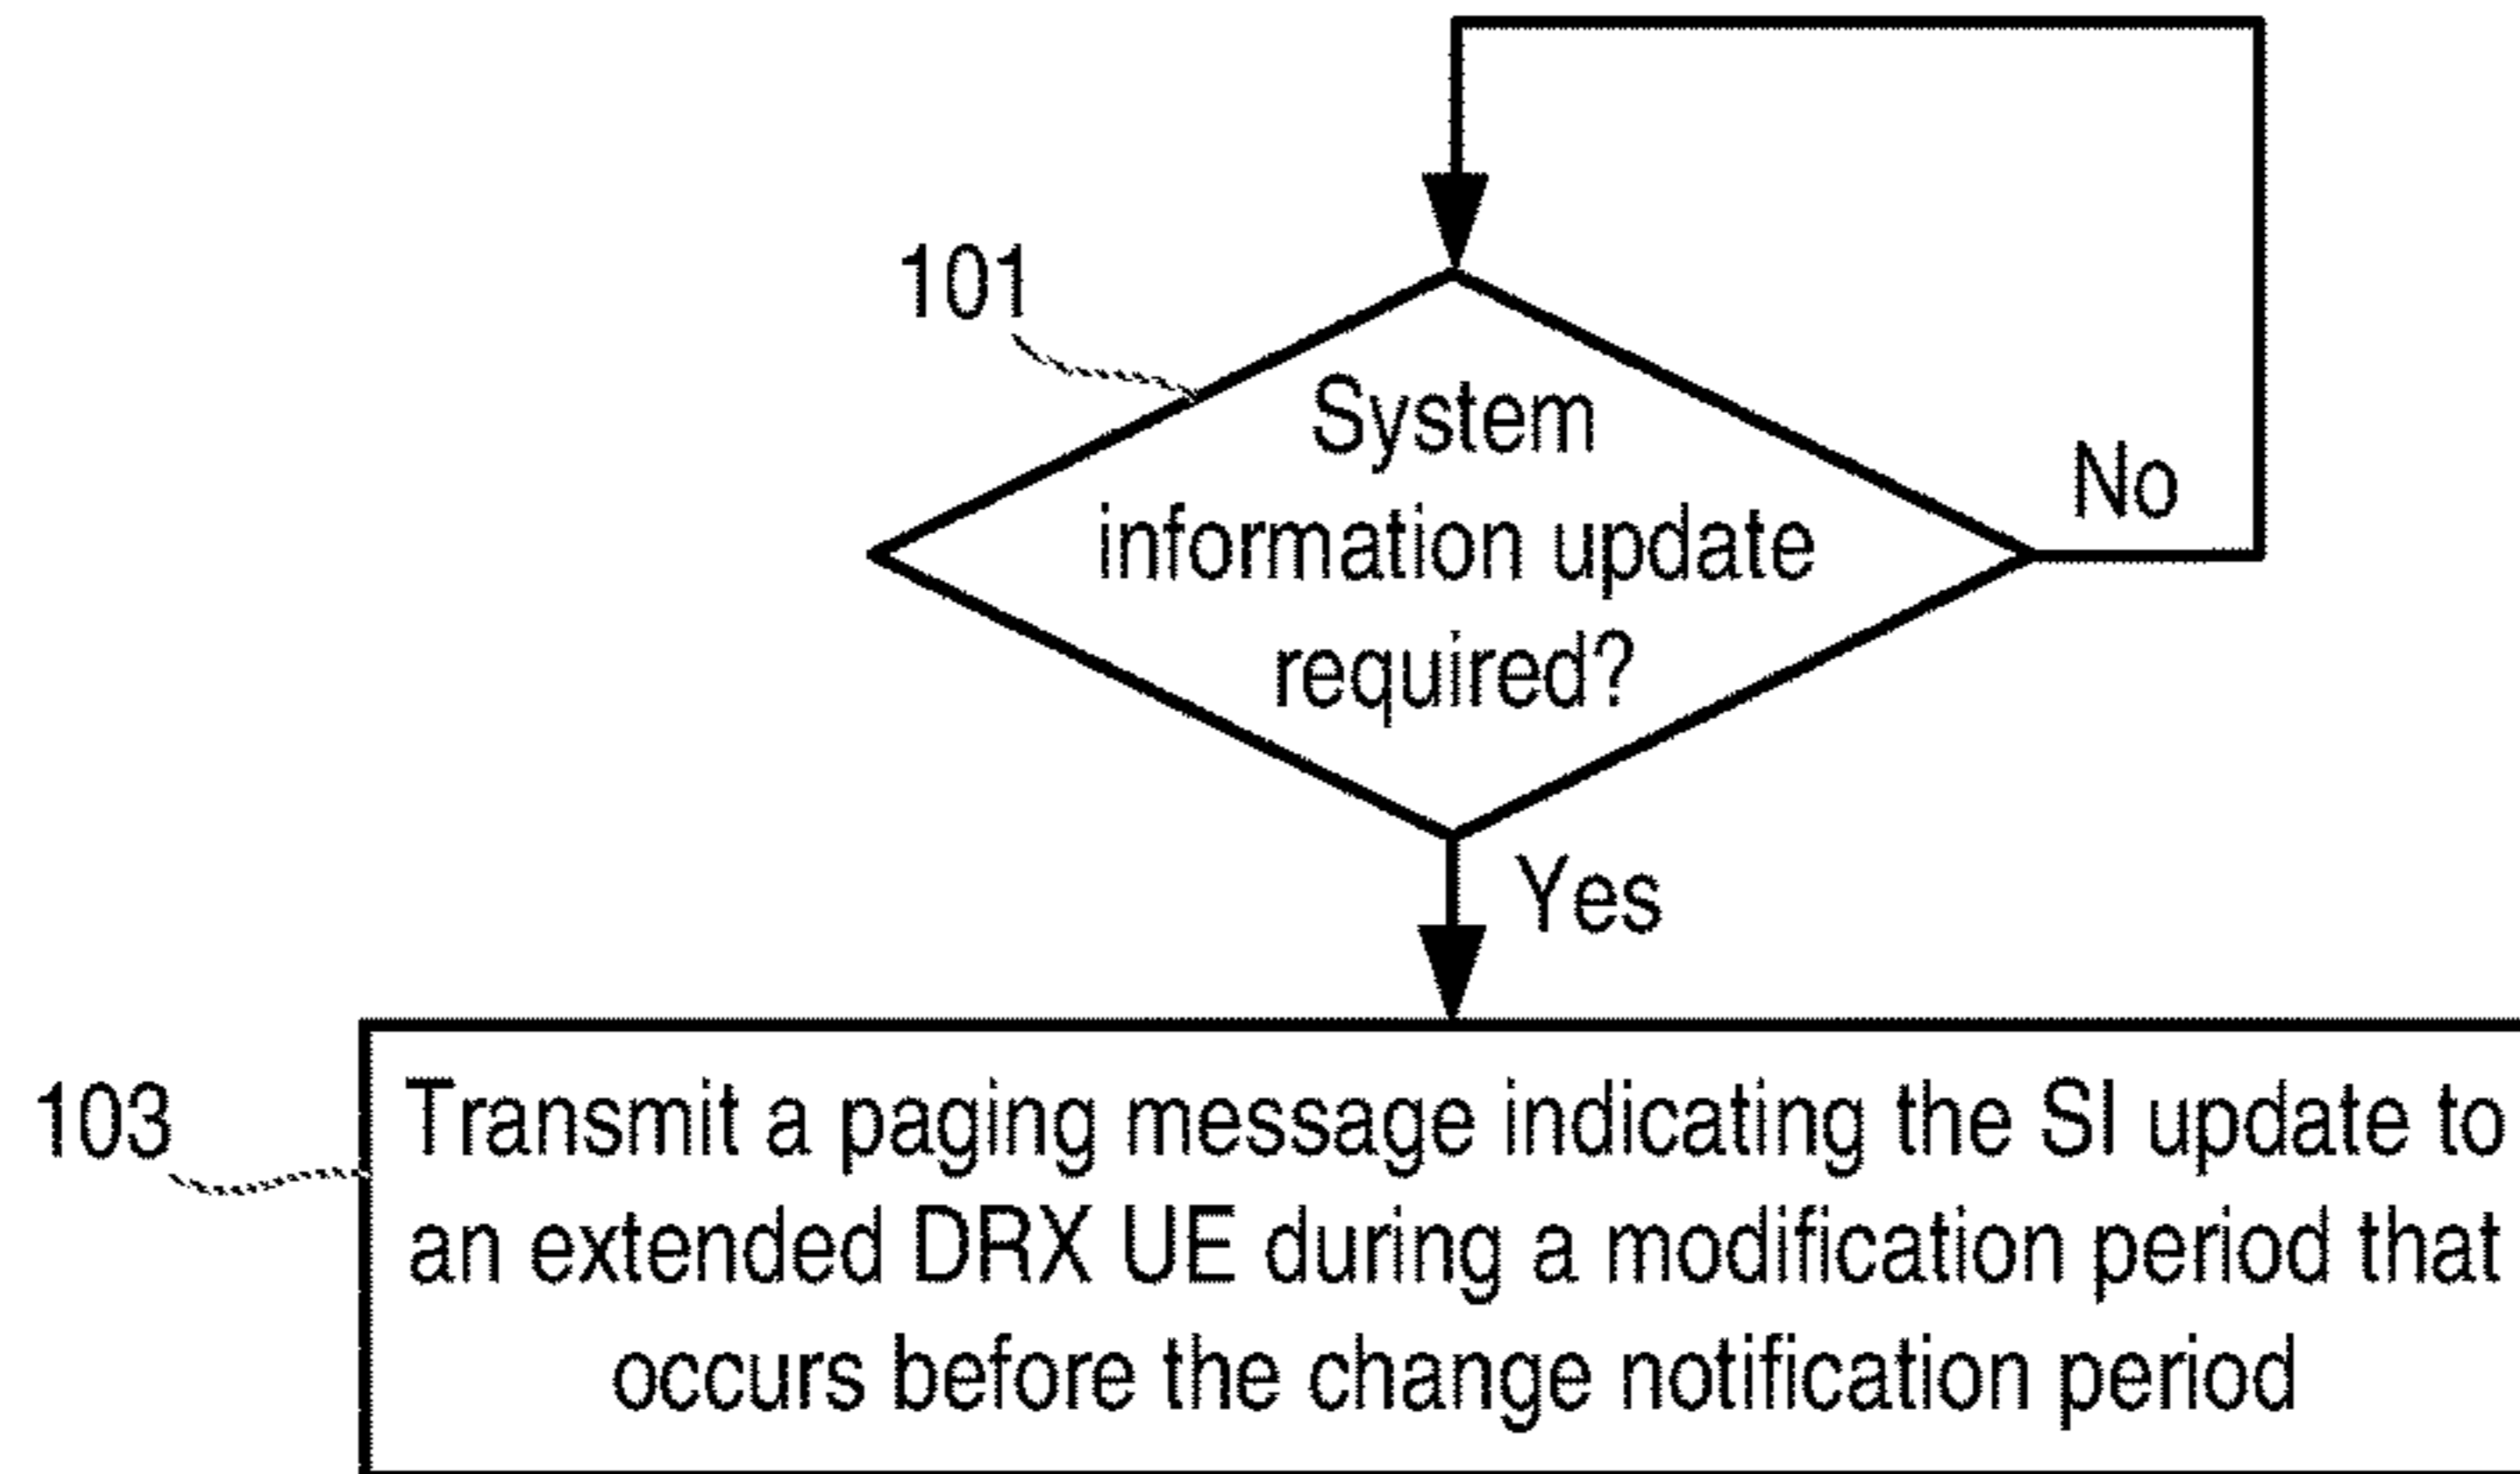 101
System
information update
required?
No
Yes
103
Transmit a paging message indicating the SI update to
an extended DRX UE during a modification period that
occurs before the change notification period